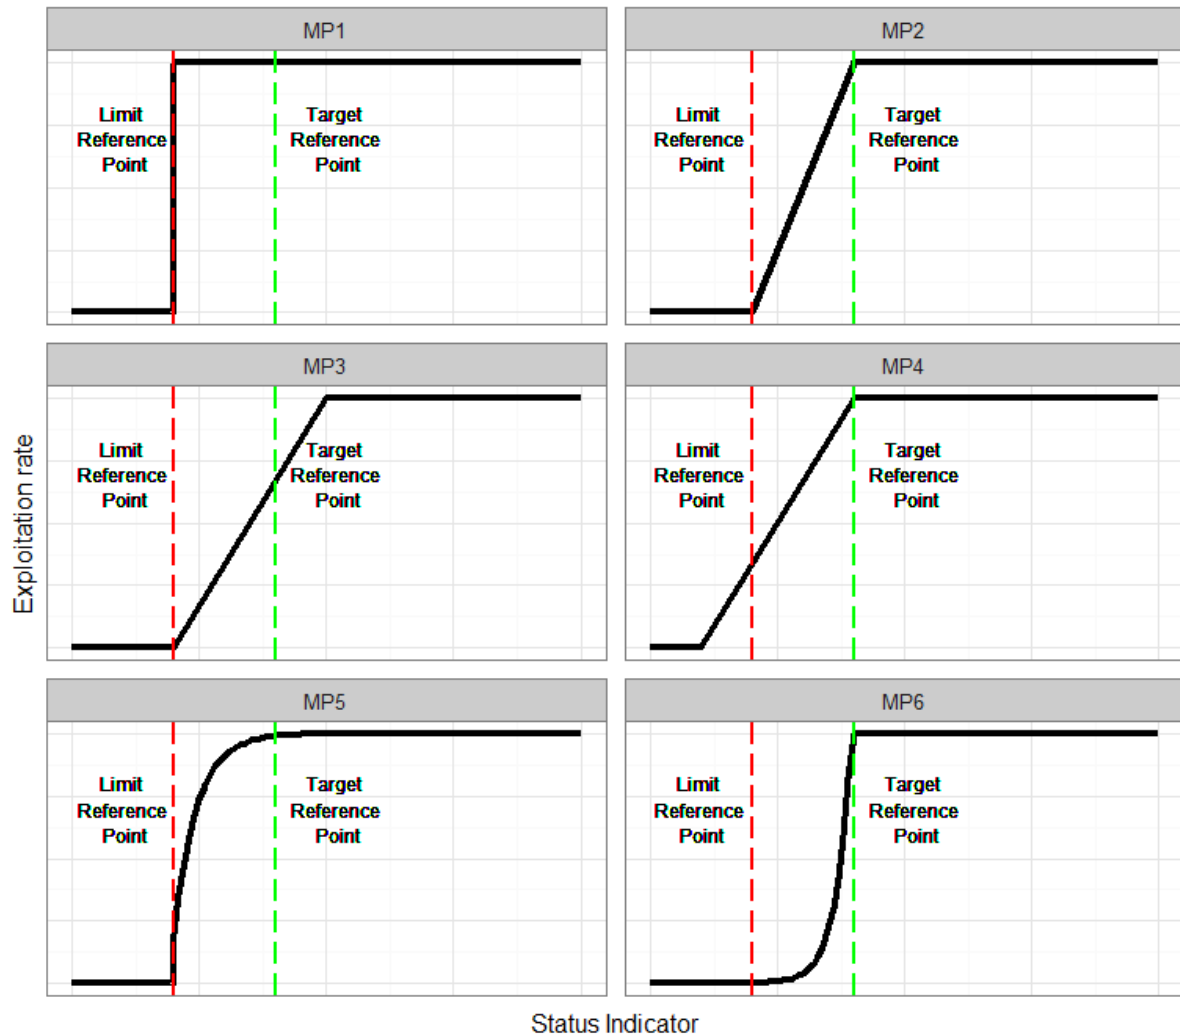 MP1
MP2
Limit
Reference
Point
Target
Reference
Point
Limit
Reference
Point
Target
Reference
Point
MP3
MP4
Limit
Reference
Point
Target
Reference
Point
Limit
Reference
Point
Target
Reference
Point
Exploitation rate
MP5
MP6
Limit
Reference
Point
Target
Reference
Point
Limit
Reference
Point
Target
Reference
Point
Status Indicator